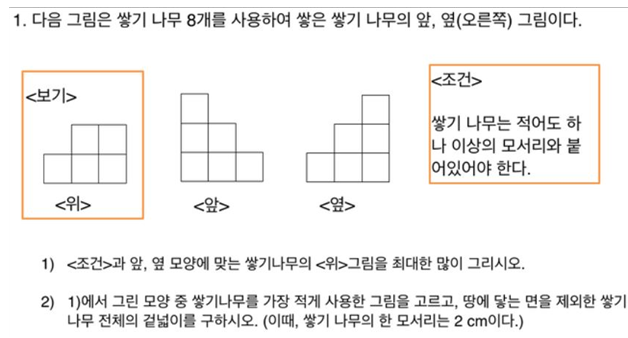 1. 다음 그림은 쌓기 나무 8개를 사용하여 쌓은 쌓기 나무의 앞, 옆(오른쪽) 그림이다.
<보기>
<위>
<앞>
<옆>
<조건>
쌓기 나무는 적어도 하
나 이상의 모서리와 붙
어있어야 한다.
1) <조건>과 앞, 옆 모양에 맞는 쌓기나무의 <위>그림을 최대한 많이 그리시오.
2) 1)에서 그린 모양 중 쌓기나무를 가장 적게 사용한 그림을 고르고, 땅에 닿는 면을 제외한 쌓기
나무 전체의 겉넓이를 구하시오. (이때, 쌓기 나무의 한 모서리는 2 cm이다.)